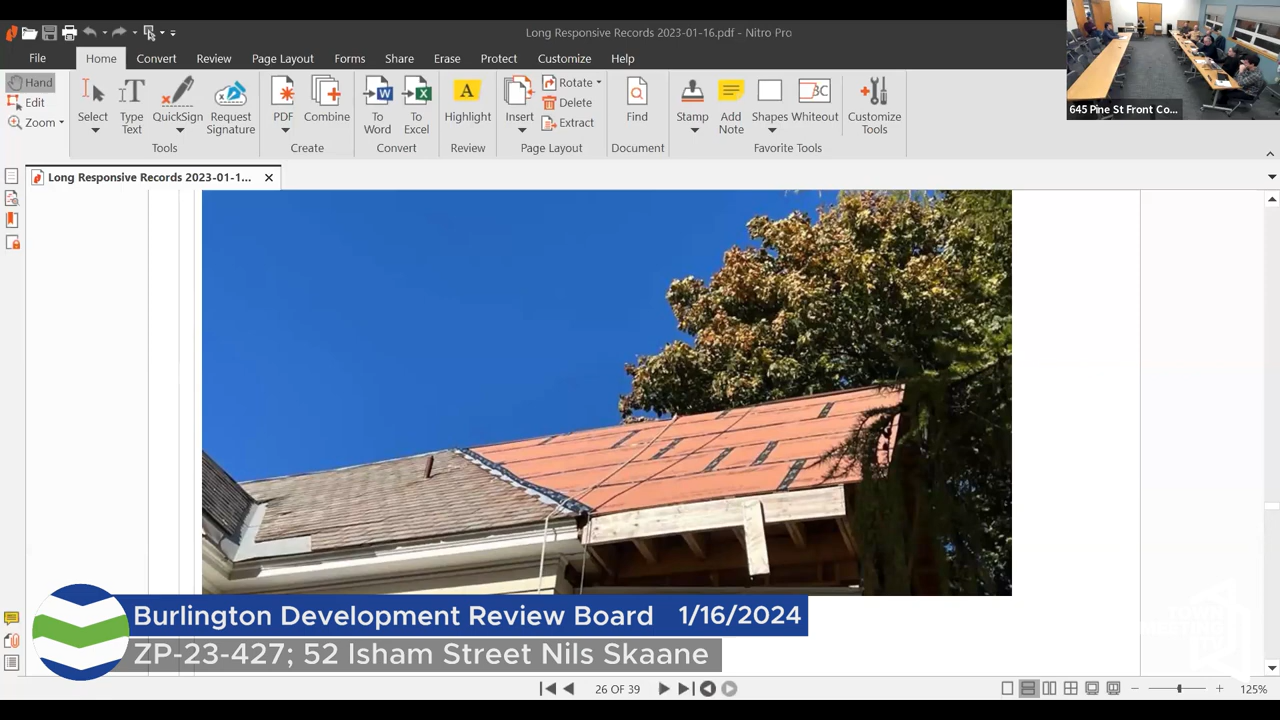 Long Responsive Records 2023-01-16.pdf - Nitro Pro
File Home Convert Review Page Layout Forms Share Erase Protect Customize Help
Hand
Edit
Zoom
Select
Type Text
QuickSign
Request Signature
Tools
PDF
Combine
Create
To Word
To Excel
Convert
Highlight
Review
Insert
Rotate
Delete
Extract
Page Layout
Find
Document
Stamp
Add Note
Shapes
Whiteout
Favorite Tools
Customize Tools
645 Pine St Front Co...
Long Responsive Records 2023-01-1...
Burlington Development Review Board 1/16/2024
ZP-23-427; 52 Isham Street Nils Skaane
TOWN
MEETING
TV
26 OF 39
125%